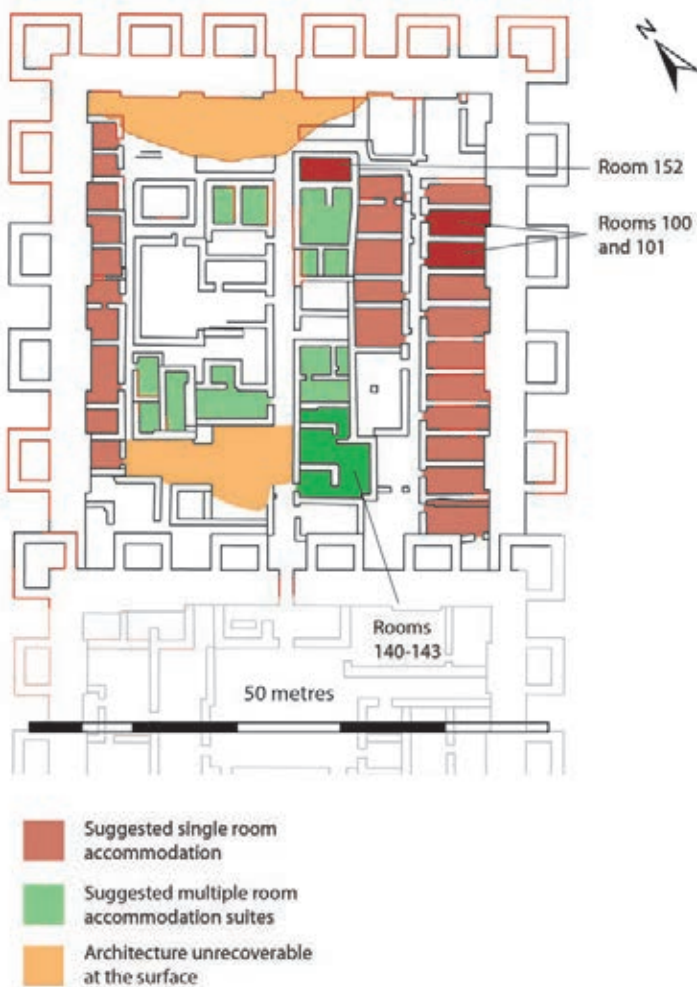 N
Room 152
Rooms 100
and 101
Rooms
140-143
50 metres
Suggested single room
accommodation
Suggested multiple room
accommodation suites
Architecture unrecoverable
at the surface